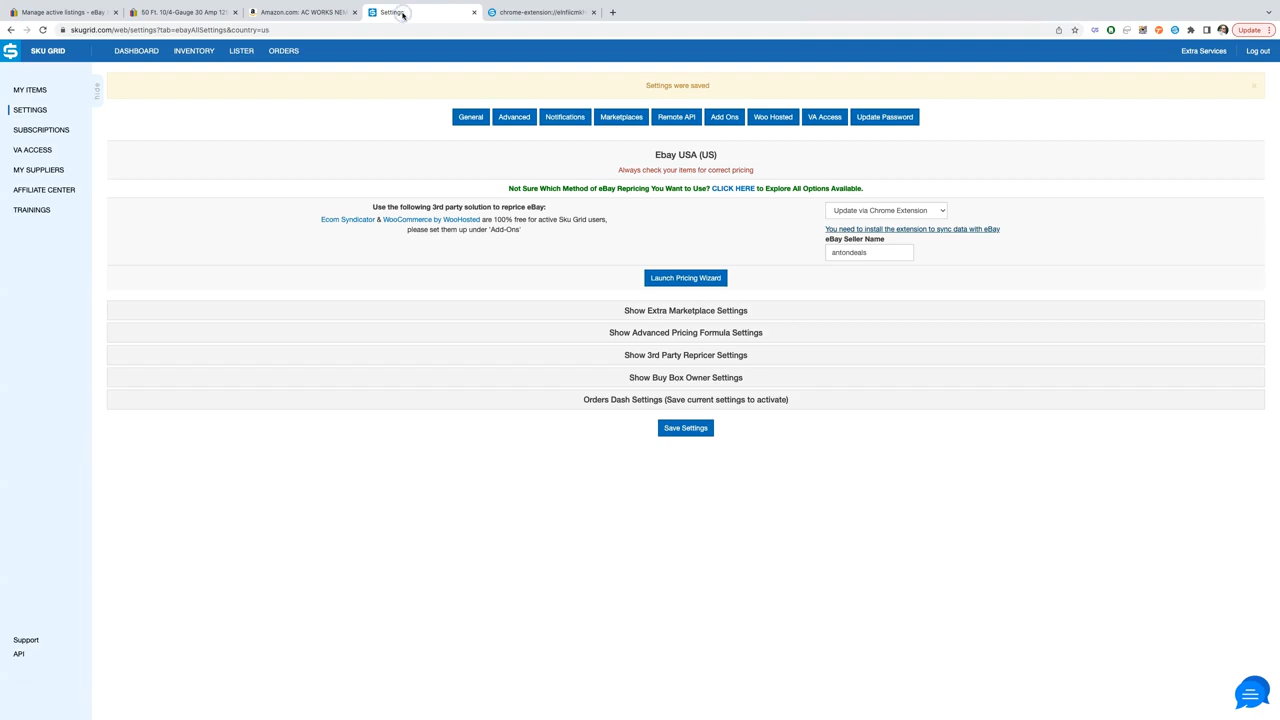 Manage active listings - eBay
50 Ft. 10/4-Gauge 30 Amp 125
Amazon.com: AC WORKS NEM
Settings
chrome-extension://elnfiicmkh
skugrid.com/web/settings?tab=ebayAllSettings&country=us
Update
SKU GRID
DASHBOARD
INVENTORY
LISTER
ORDERS
Extra Services
Log out
hide
MY ITEMS
SETTINGS
SUBSCRIPTIONS
VA ACCESS
MY SUPPLIERS
AFFILIATE CENTER
TRAININGS
Settings were saved
General
Advanced
Notifications
Marketplaces
Remote API
Add Ons
Woo Hosted
VA Access
Update Password
Ebay USA (US)
Always check your items for correct pricing
Not Sure Which Method of eBay Repricing You Want to Use? CLICK HERE to Explore All Options Available.
Use the following 3rd party solution to reprice eBay:
Ecom Syndicator & WooCommerce by WooHosted are 100% free for active Sku Grid users,
please set them up under 'Add-Ons'
Update via Chrome Extension
You need to install the extension to sync data with eBay
eBay Seller Name
antondeals
Launch Pricing Wizard
Show Extra Marketplace Settings
Show Advanced Pricing Formula Settings
Show 3rd Party Repricer Settings
Show Buy Box Owner Settings
Orders Dash Settings (Save current settings to activate)
Save Settings
Support
API